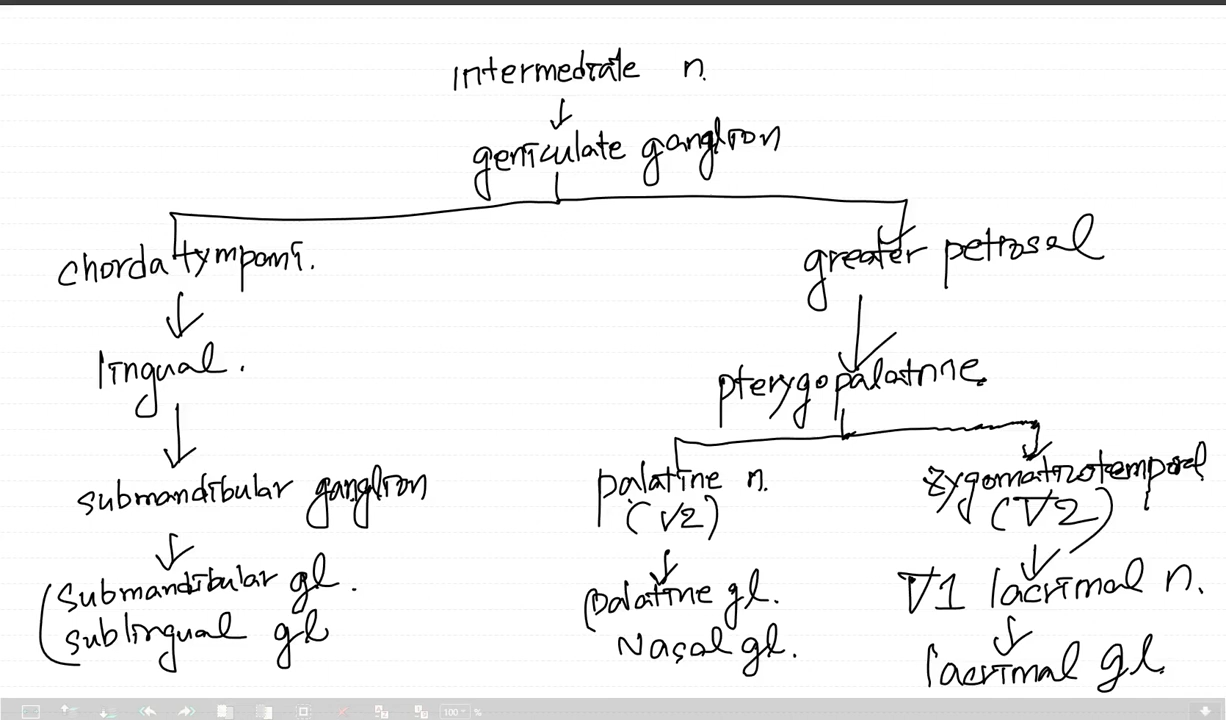 intermediate n.
geniculate ganglion
chorda tympani.
greater petrosal
lingual.
pterygopalatine.
submandibular ganglion
palatine n.
(V2)
zygomaticotemporal
(V2)
submandibular gl.
sublingual gl
palatine gl.
Nasal gl.
V1 lacrimal n.
lacrimal gl.
100 %